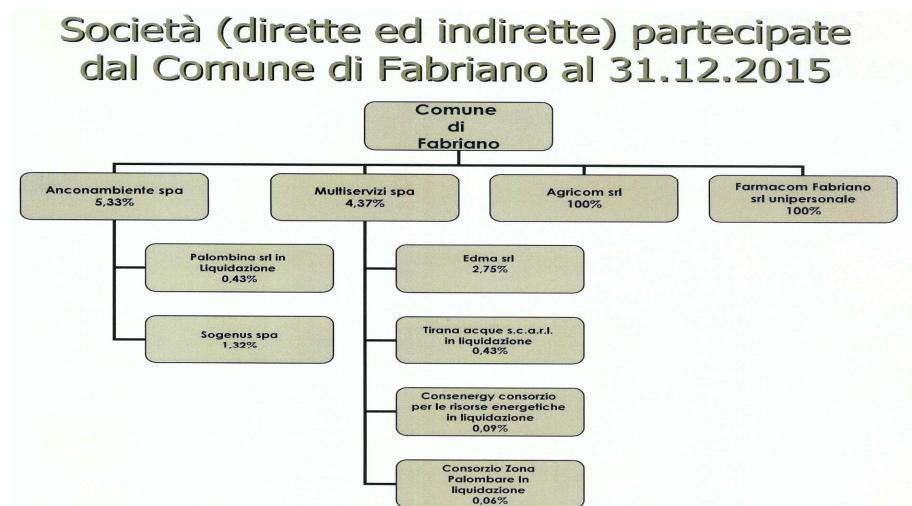 Società (dirette ed indirette) partecipate
dal Comune di Fabriano al 31.12.2015
Comune
di
Fabriano
Anconambiente spa
5,33%
Multiservizi spa
4,37%
Agricom srl
100%
Farmacom Fabriano
srl unipersonale
100%
Palombina srl in
Liquidazione
0,43%
Sogenus spa
1,32%
Edma srl
2,75%
Tirana acque s.c.a.r.l.
in liquidazione
0,43%
Consenergy consorzio
per le risorse energetiche
in liquidazione
0,09%
Consorzio Zona
Palombare In
liquidazione
0,06%